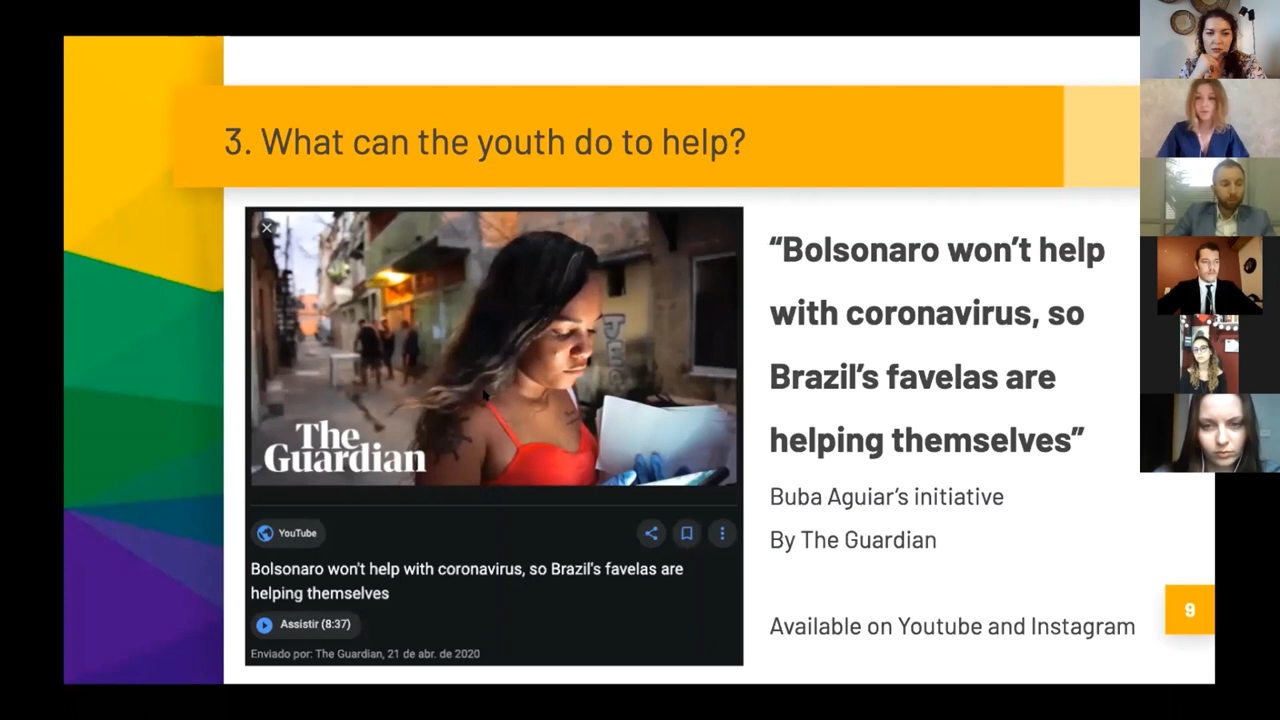 3. What can the youth do to help?
The
Guardian
YouTube
Bolsonaro won't help with coronavirus, so Brazil's favelas are
helping themselves
Assistir (8:37)
Enviado por: The Guardian, 21 de abr. de 2020
“Bolsonaro won’t help
with coronavirus, so
Brazil’s favelas are
helping themselves”
Buba Aguiar’s initiative
By The Guardian
Available on Youtube and Instagram
9